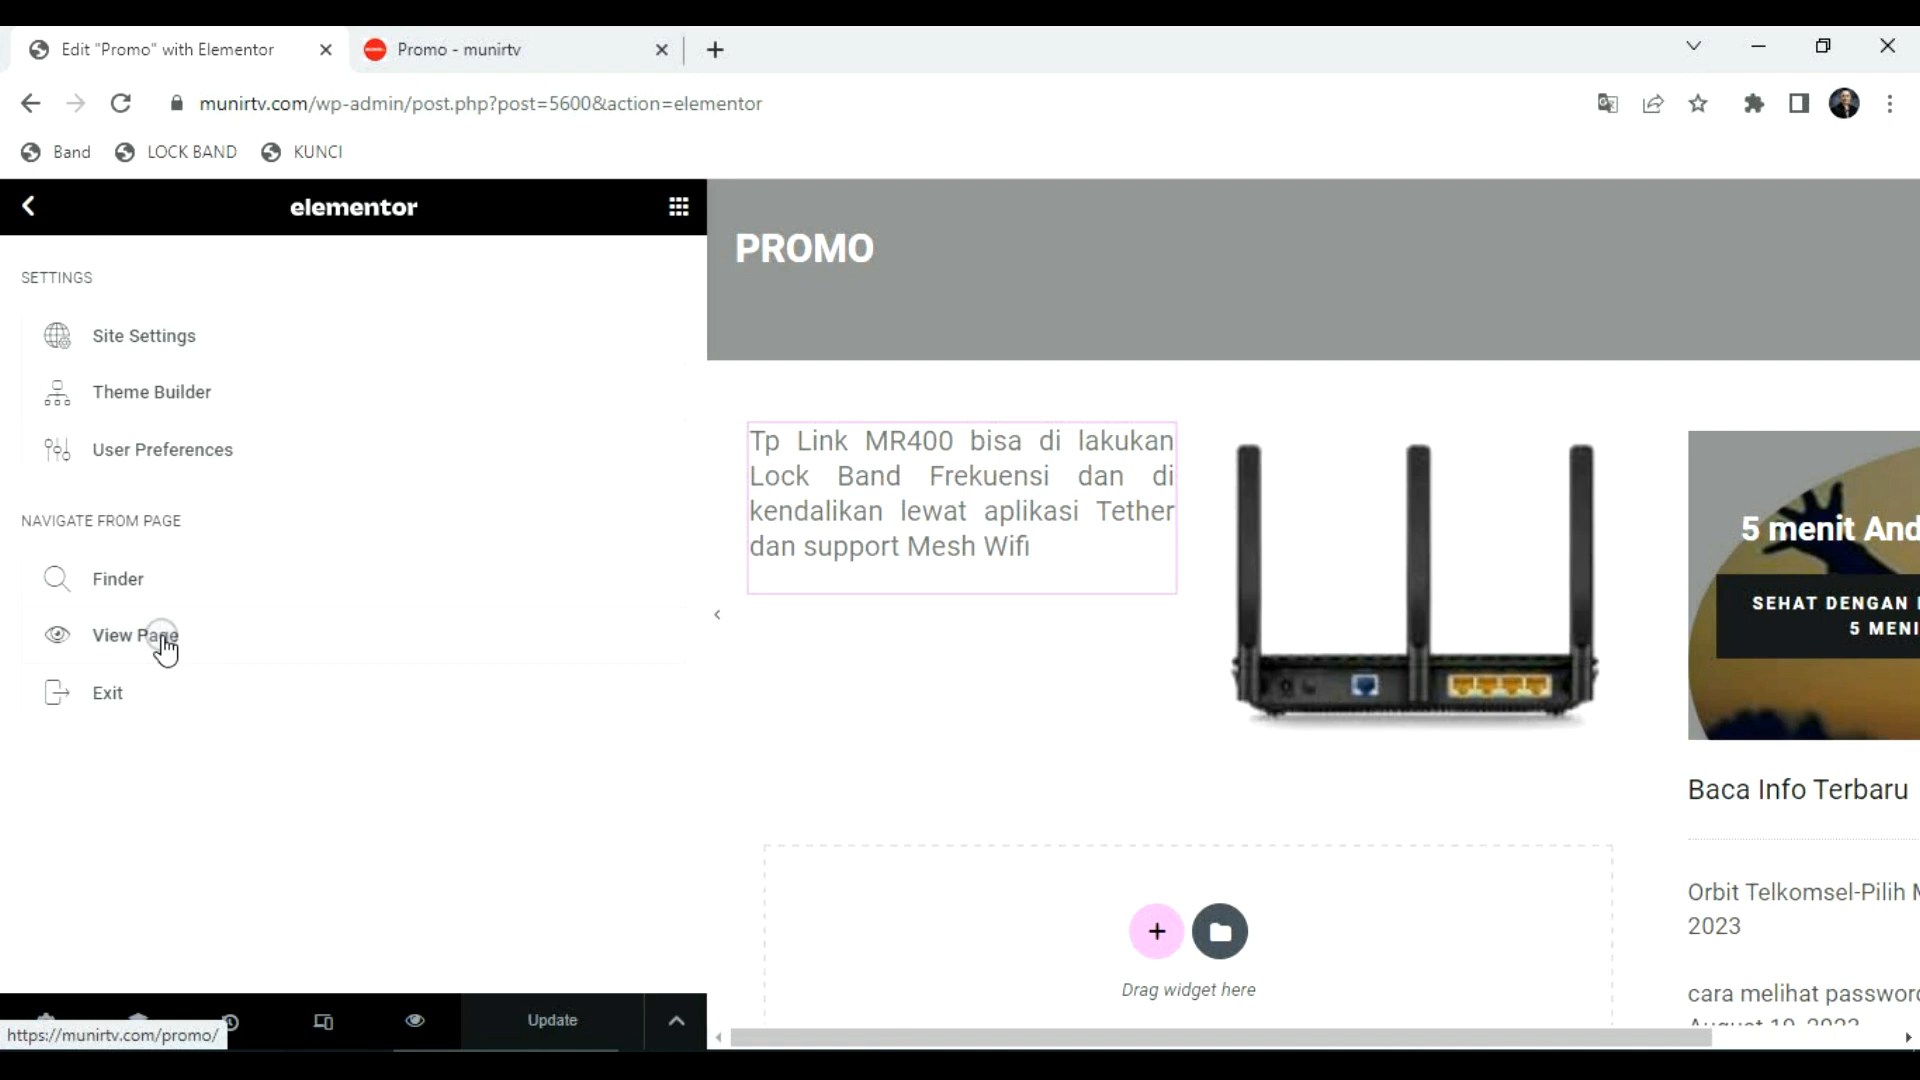 Edit "Promo" with Elementor
Promo - munirtv
munirtv.com/wp-admin/post.php?post=5600&action=elementor
Band
LOCK BAND
KUNCI
elementor
SETTINGS
Site Settings
Theme Builder
User Preferences
NAVIGATE FROM PAGE
Finder
View Page
Exit
Update
https://munirtv.com/promo/
PROMO
Tp Link MR400 bisa di lakukan
Lock Band Frekuensi dan di
kendalikan lewat aplikasi Tether
dan support Mesh Wifi
Drag widget here
5 menit And
SEHAT DENGAN
5 MENI
Baca Info Terbaru
Orbit Telkomsel-Pilih
2023
cara melihat password
August 10, 2023